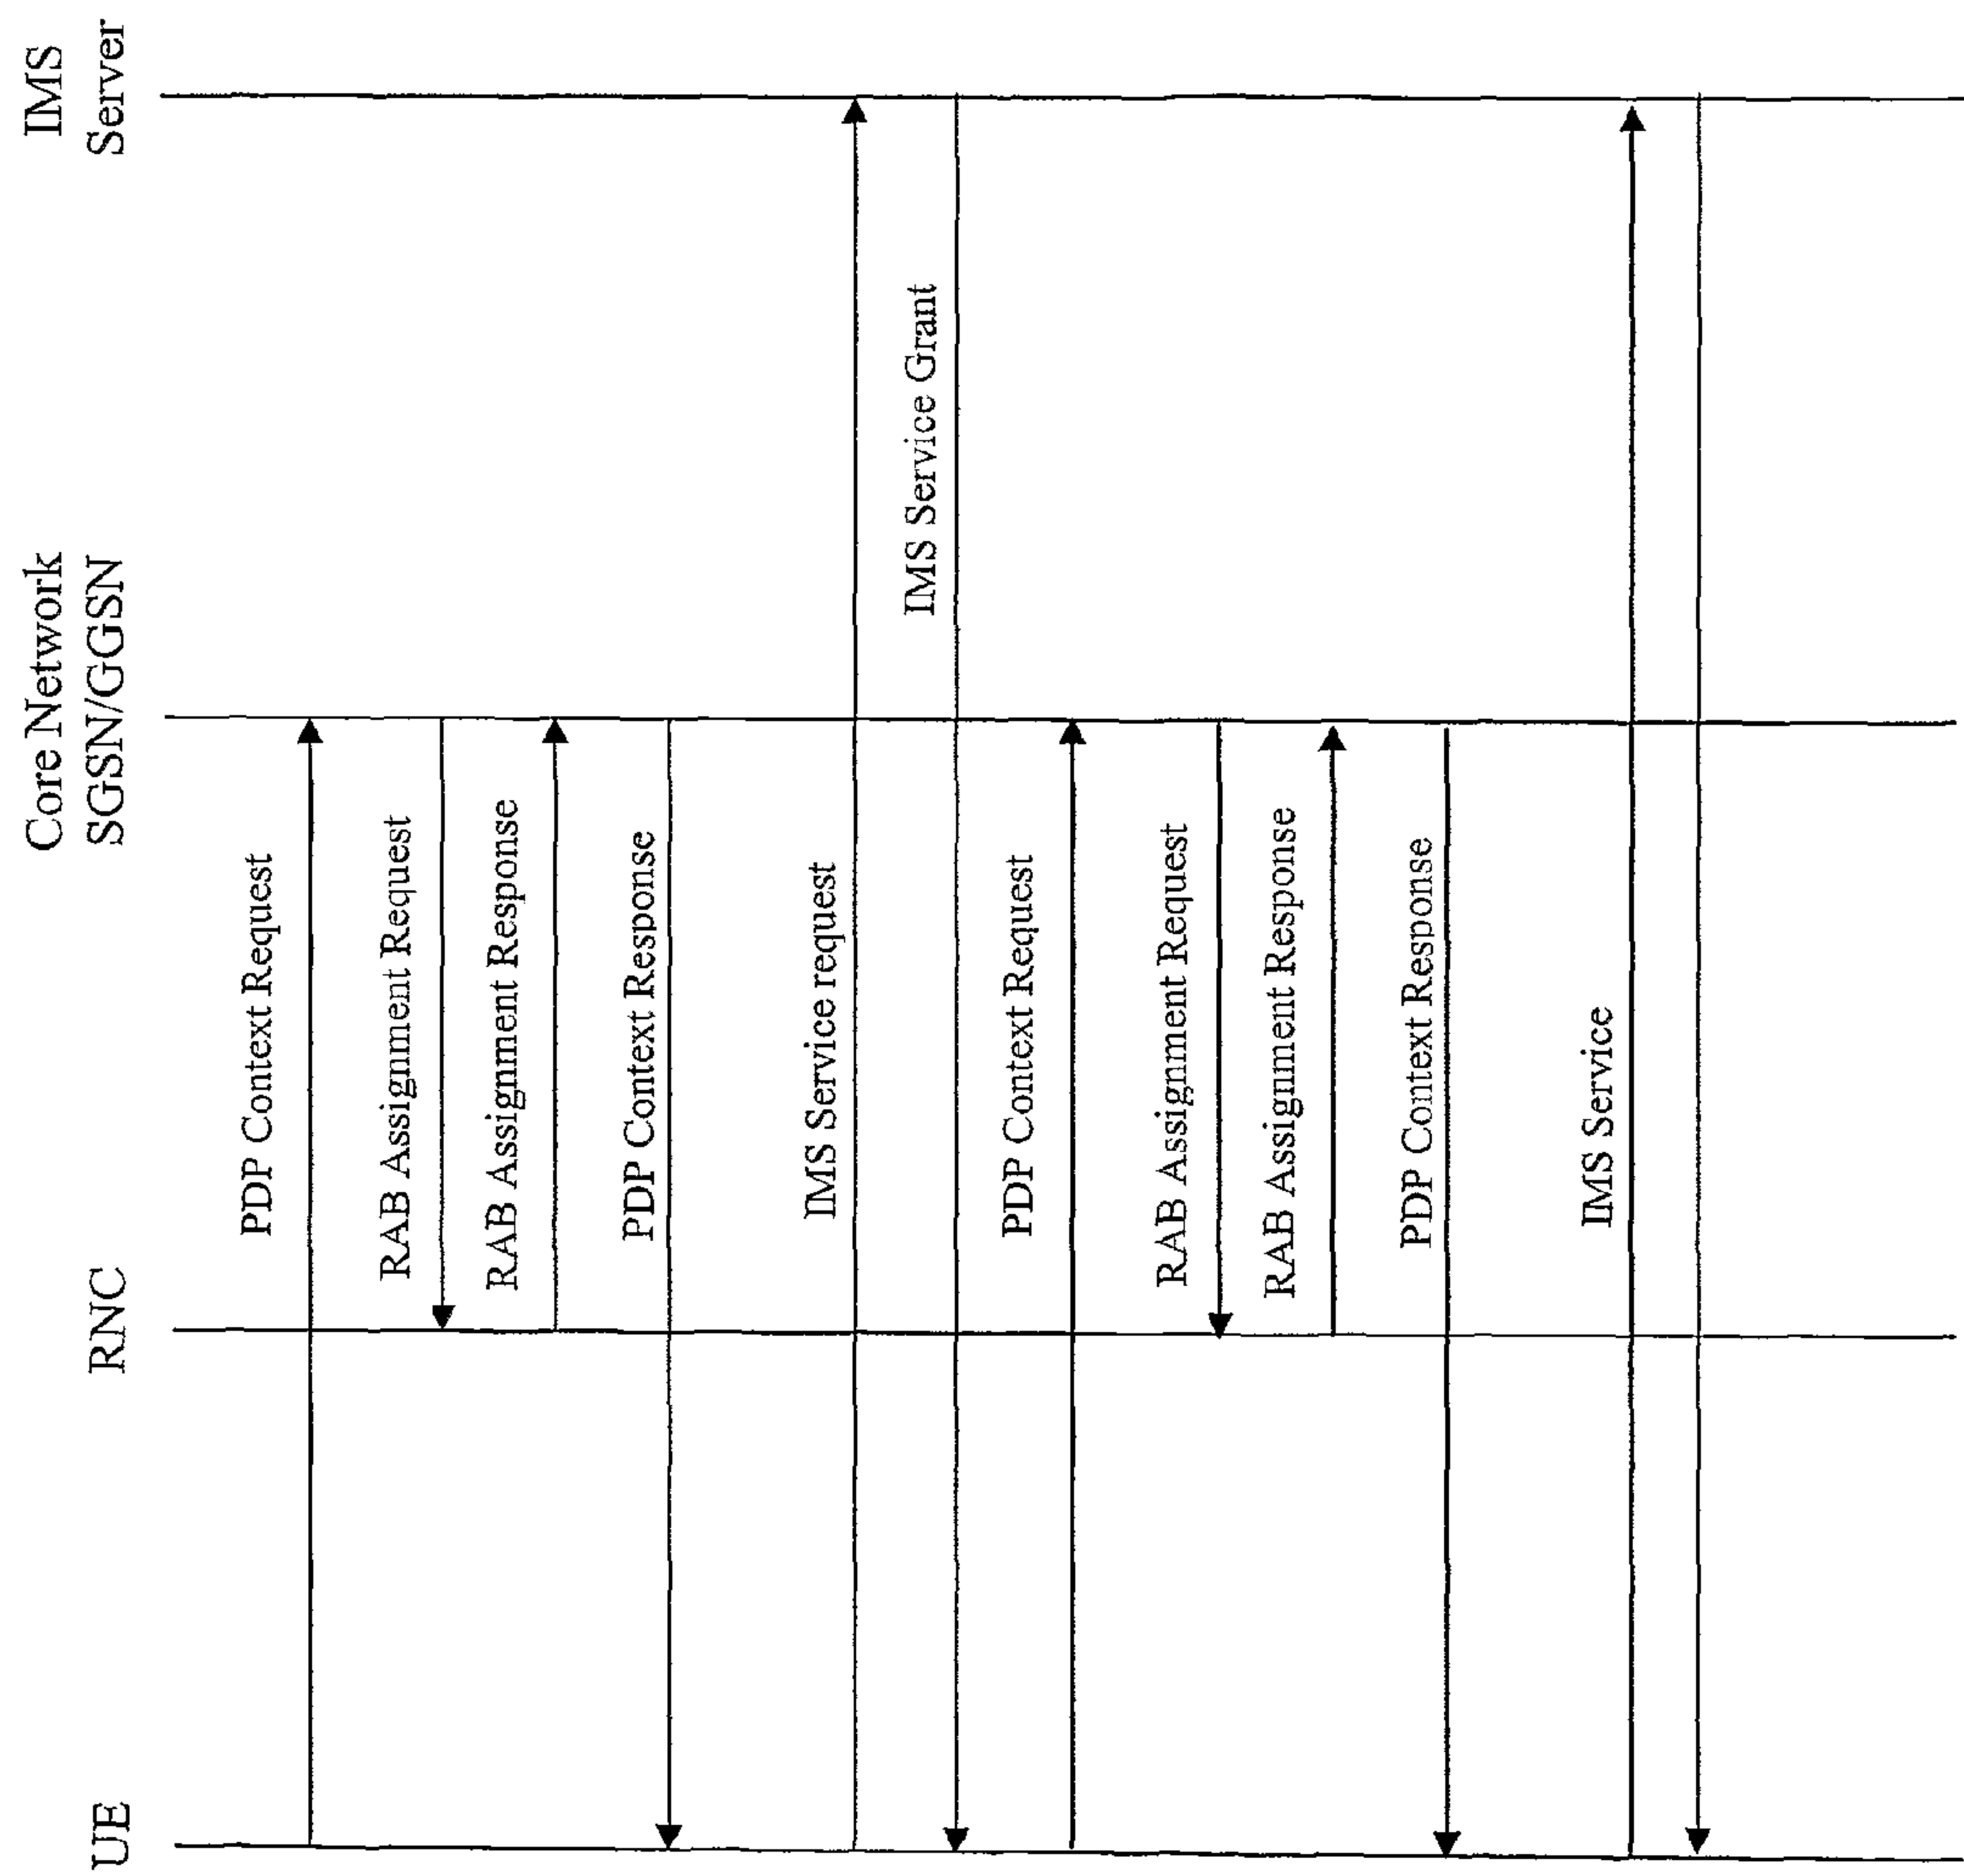 UE
RNC
Core Network
SGSN/GGSN
IMS
Server
PDP Context Request
RAB Assignment Request
RAB Assignment Response
PDP Context Response
IMS Service request
IMS Service Grant
PDP Context Request
RAB Assignment Request
RAB Assignment Response
PDP Context Response
IMS Service